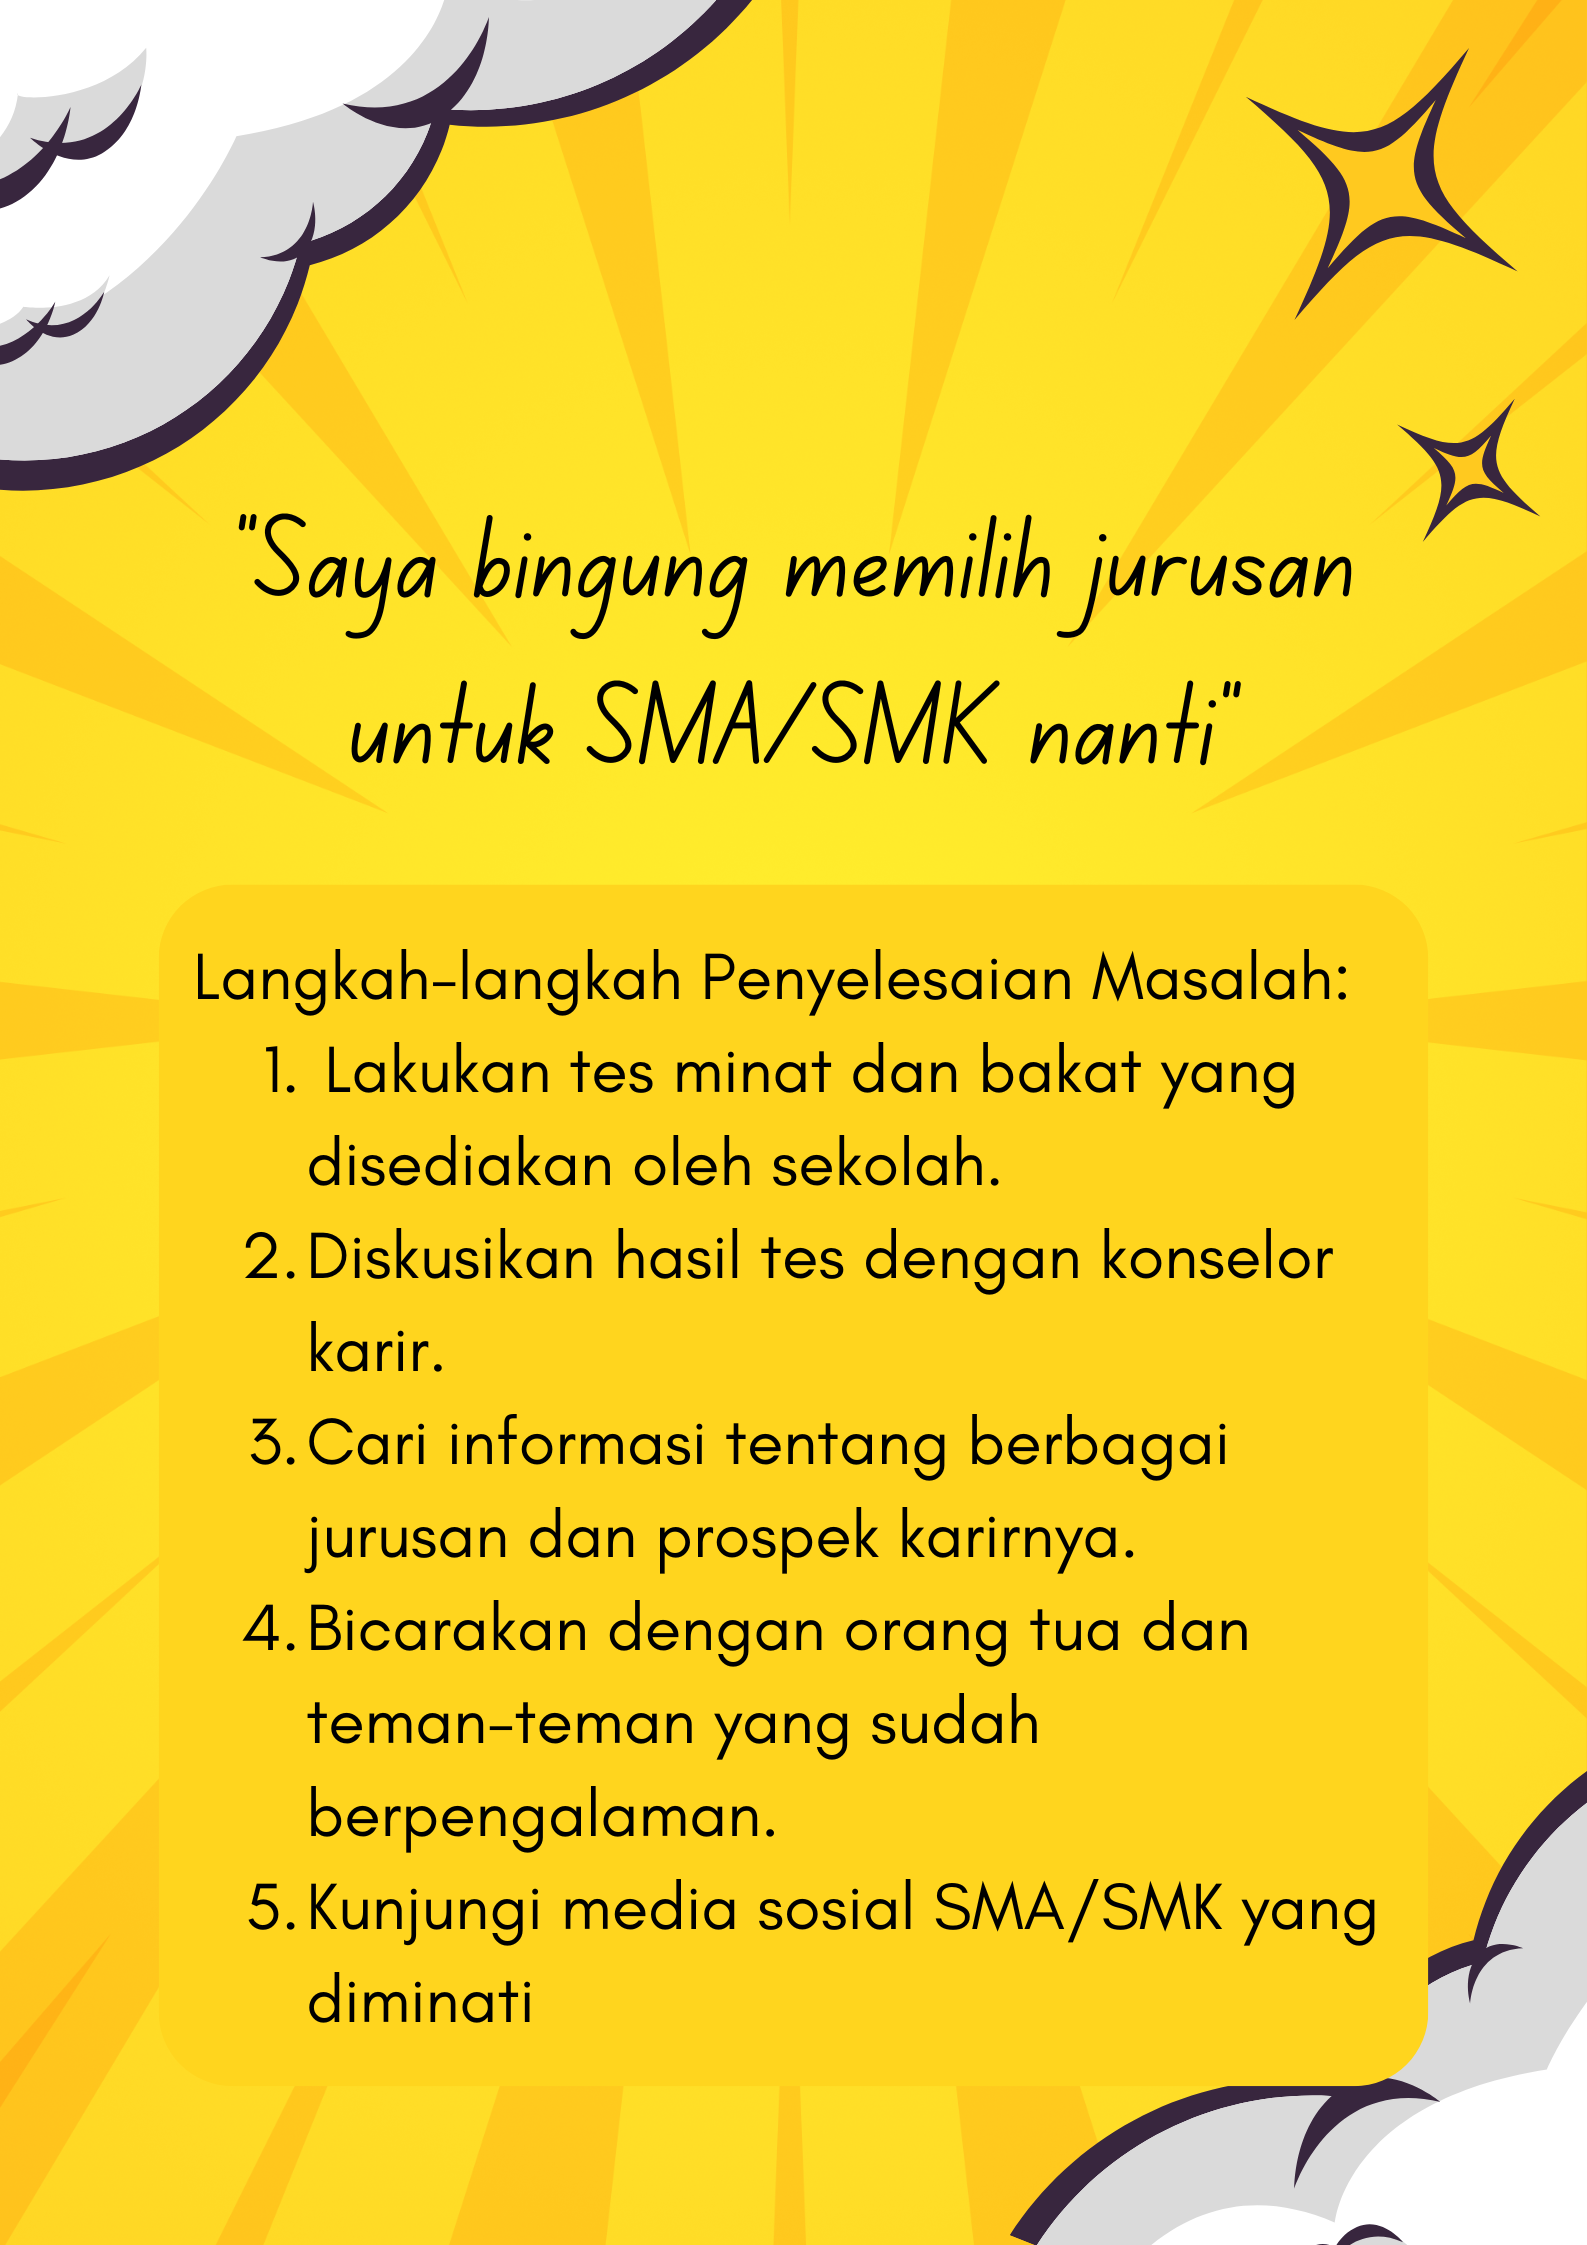 "Saya bingung memilih jurusan
untuk SMA/SMK nanti"
Langkah-langkah Penyelesaian Masalah:
1. Lakukan tes minat dan bakat yang
disediakan oleh sekolah.
2. Diskusikan hasil tes dengan konselor
karir.
3. Cari informasi tentang berbagai
jurusan dan prospek karirnya.
4. Bicarakan dengan orang tua dan
teman-teman yang sudah
berpengalaman.
5. Kunjungi media sosial SMA/SMK yang
diminati